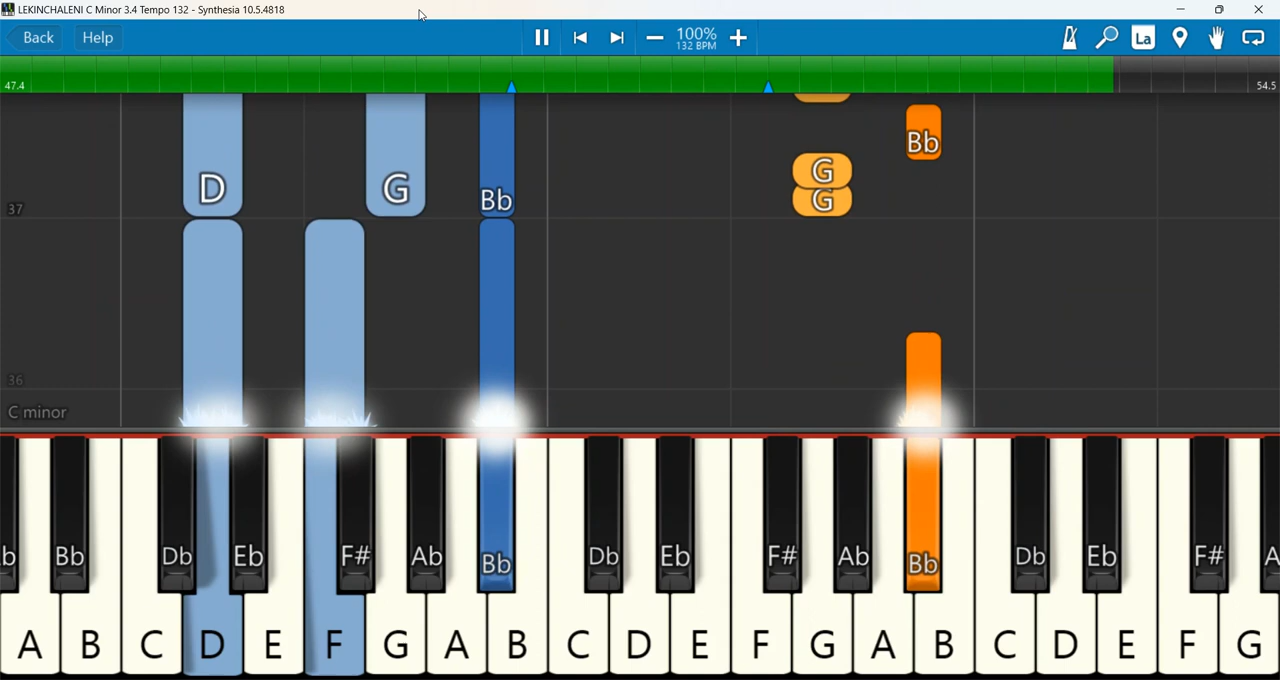 LEKINCHALENI C Minor 3.4 Tempo 132 - Synthesia 10.5.4818
Back Help 100% La
132 BPM
47.4 54.5
Bb
G
D G Bb G
37
36
C minor
b Bb Db Eb F# Ab Bb Db Eb F# Ab Bb Db Eb F# A
A B C D E F G A B C D E F G A B C D E F G